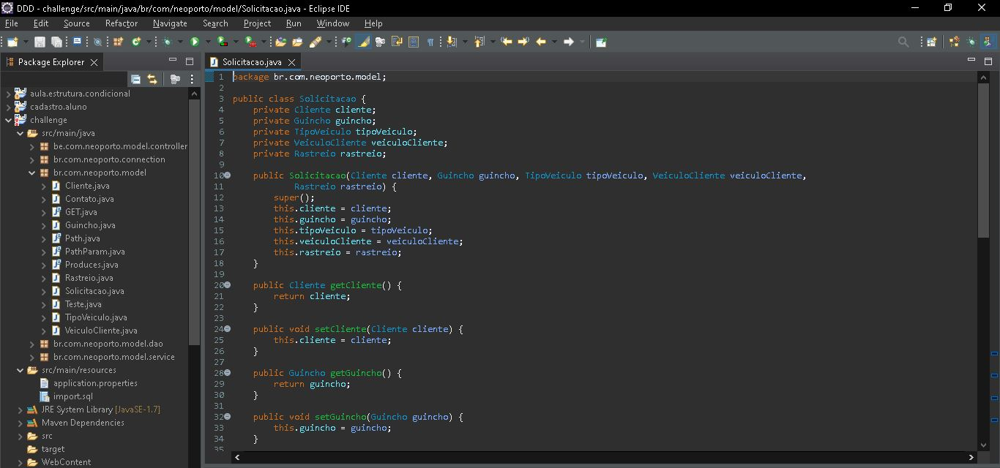 DDD - challenge/src/main/java/br/com/neoporto/model/Solicitacao.java - Eclipse IDE
File Edit Source Refactor Navigate Search Project Run Window Help
Package Explorer
aula.estrutura.condicional
cadastro.aluno
challenge
src/main/java
be.com.neoporto.model.controller
br.com.neoporto.connection
br.com.neoporto.model
Cliente.java
Contato.java
GET.java
Guincho.java
Path.java
PathParam.java
Produces.java
Rastreio.java
Solicitacao.java
Teste.java
TipoVeiculo.java
VeiculoCliente.java
br.com.neoporto.model.dao
br.com.neoporto.model.service
src/main/resources
application.properties
import.sql
JRE System Library [JavaSE-1.7]
Maven Dependencies
src
target
WebContent
Solicitacao.java
1 package br.com.neoporto.model;
2
3 public class Solicitacao {
4 private Cliente cliente;
5 private Guincho guincho;
6 private TipoVeiculo tipoVeiculo;
7 private VeiculoCliente veiculoCliente;
8 private Rastreio rastreio;
9
10 public Solicitacao(Cliente cliente, Guincho guincho, TipoVeiculo tipoVeiculo, VeiculoCliente veiculoCliente,
11 Rastreio rastreio) {
12 super();
13 this.cliente = cliente;
14 this.guincho = guincho;
15 this.tipoVeiculo = tipoVeiculo;
16 this.veiculoCliente = veiculoCliente;
17 this.rastreio = rastreio;
18 }
19
20 public Cliente getCliente() {
21 return cliente;
22 }
23
24 public void setCliente(Cliente cliente) {
25 this.cliente = cliente;
26 }
27
28 public Guincho getGuincho() {
29 return guincho;
30 }
31
32 public void setGuincho(Guincho guincho) {
33 this.guincho = guincho;
34 }
35